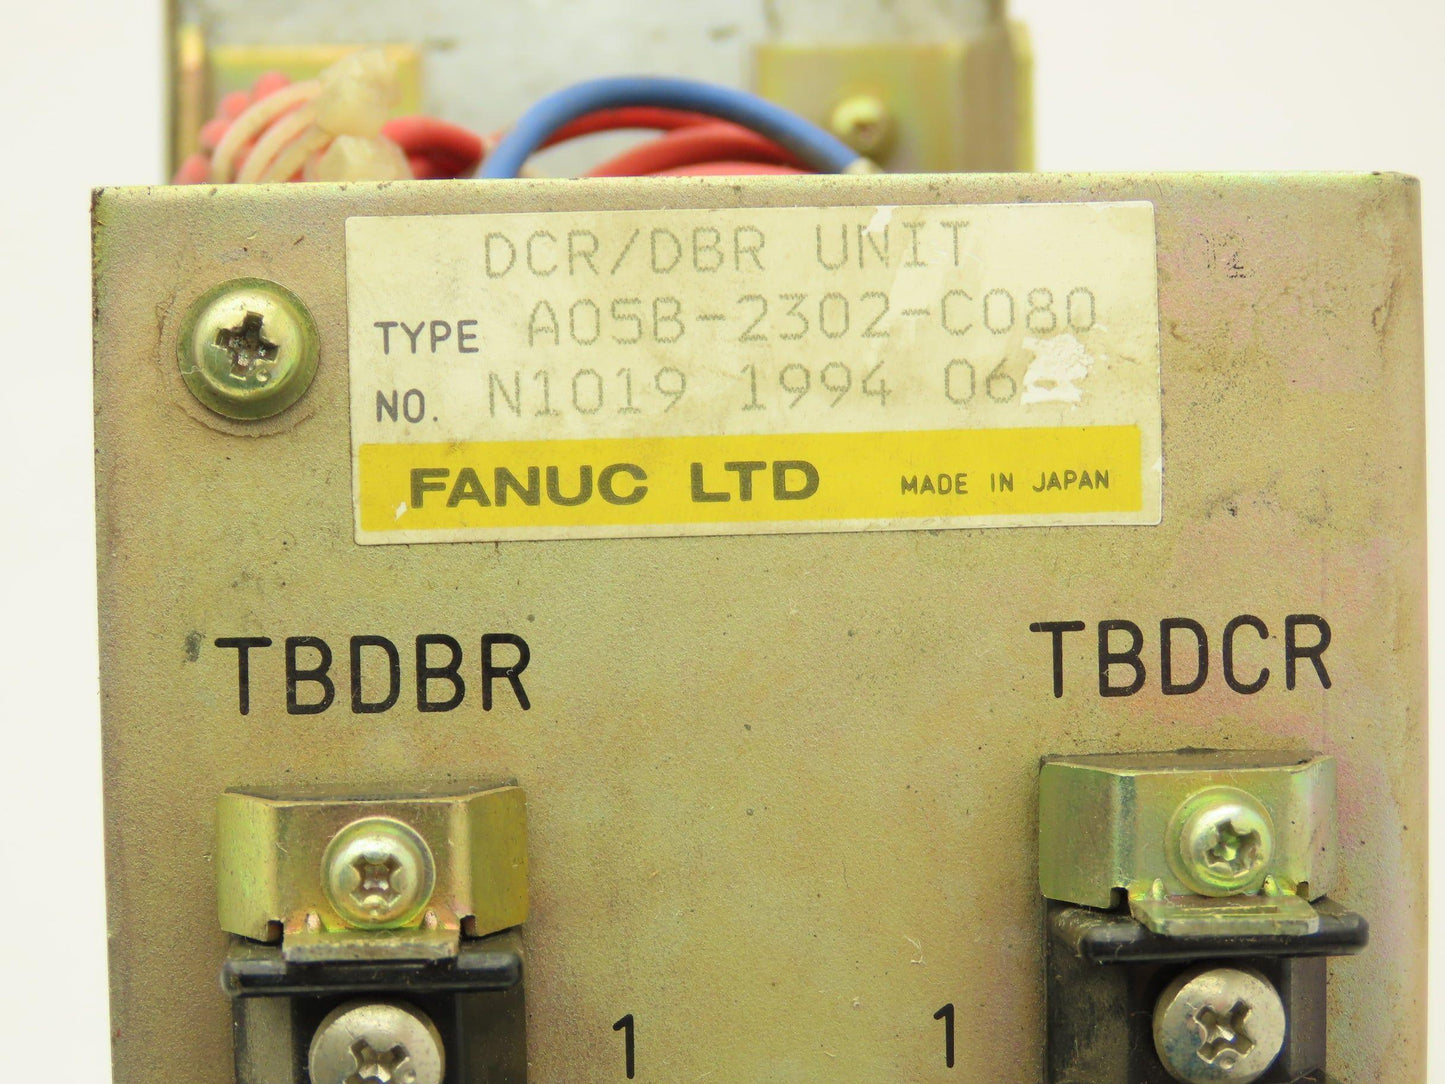 DCR/DBR UNIT
TYPE A05B-2302-C080
NO. N1019 1994 06
FANUC LTD MADE IN JAPAN
TBDBR TBDCR
1 1